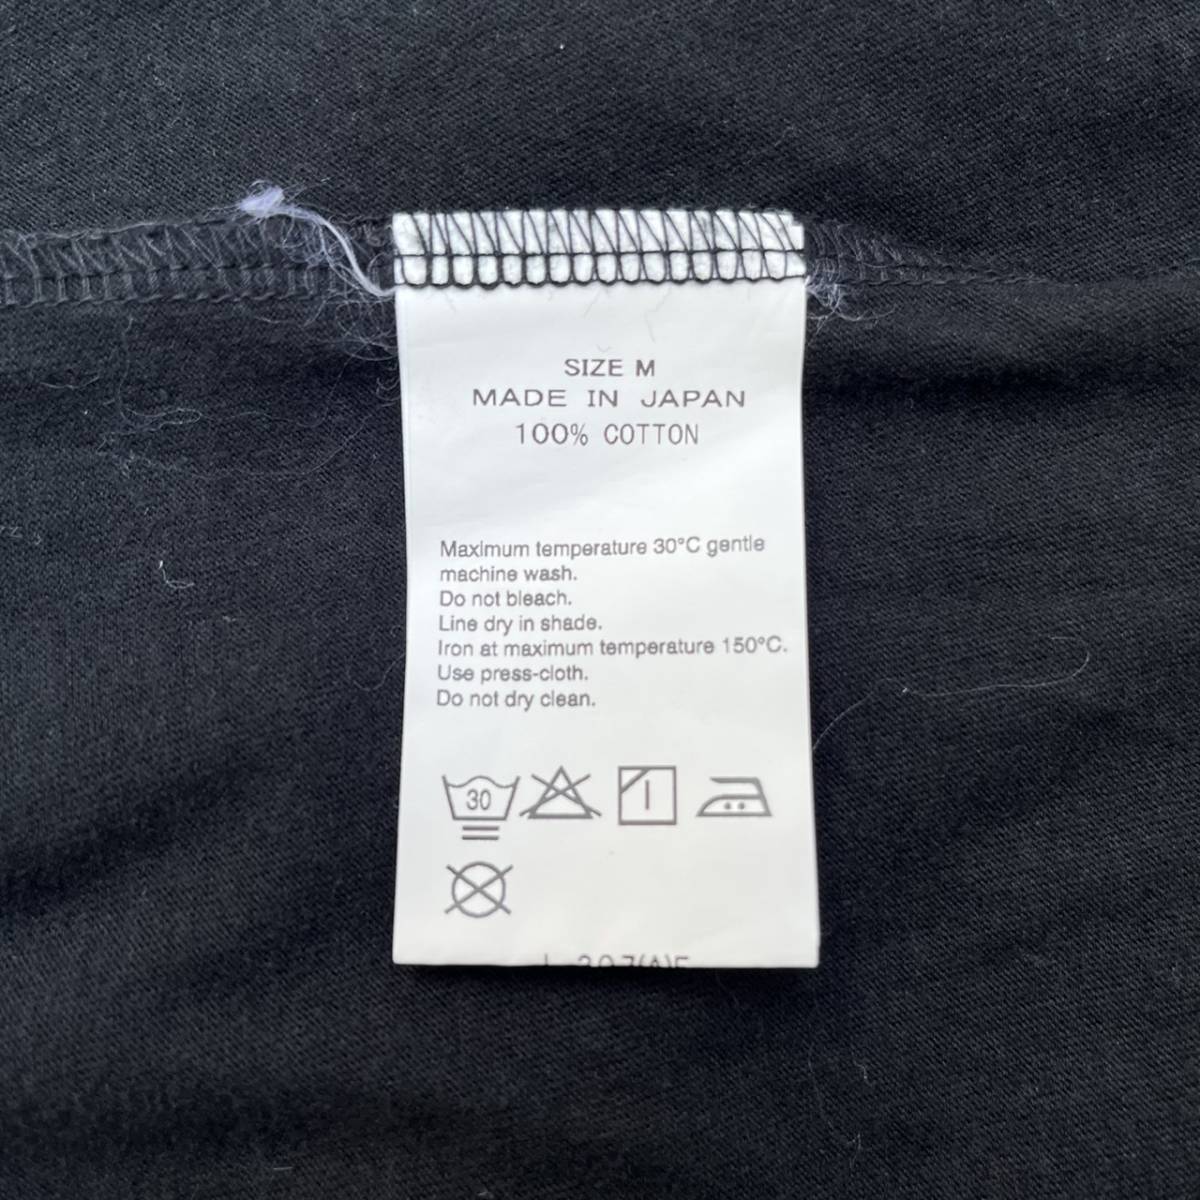 SIZE M
MADE IN JAPAN
100% COTTON
Maximum temperature 30°C gentle
machine wash.
Do not bleach.
Line dry in shade.
Iron at maximum temperature 150°C.
Use press-cloth.
Do not dry clean.
30